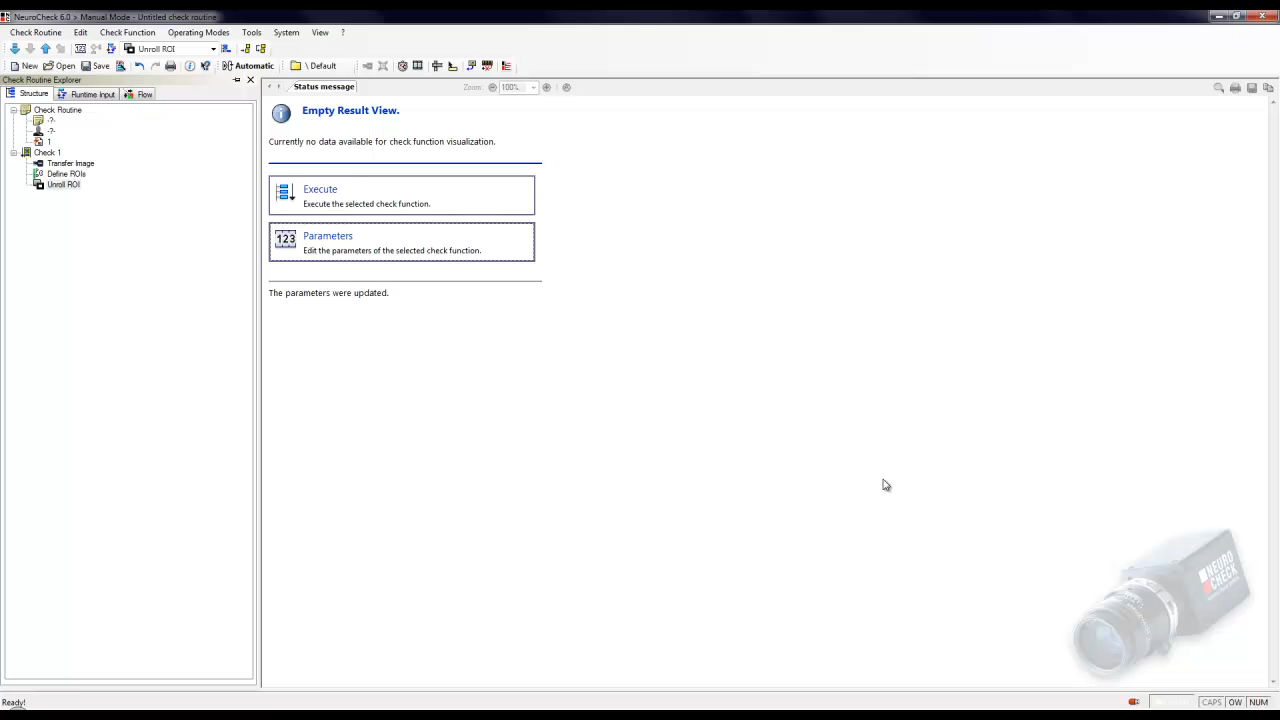 NeuroCheck 6.0 > Manual Mode - Untitled check routine
Check Routine Edit Check Function Operating Modes Tools System View ?
Unroll ROI
New Open Save Automatic \ Default
Check Routine Explorer
Structure Runtime Input Flow
Status message
Zoom: 100%
Check Routine
-?-
-?-
1
Check 1
Transfer Image
Define ROIs
Unroll ROI
Empty Result View.
Currently no data available for check function visualization.
Execute
Execute the selected check function.
123
Parameters
Edit the parameters of the selected check function.
The parameters were updated.
NEURO
CHECK
Ready!
CAPS OW NUM